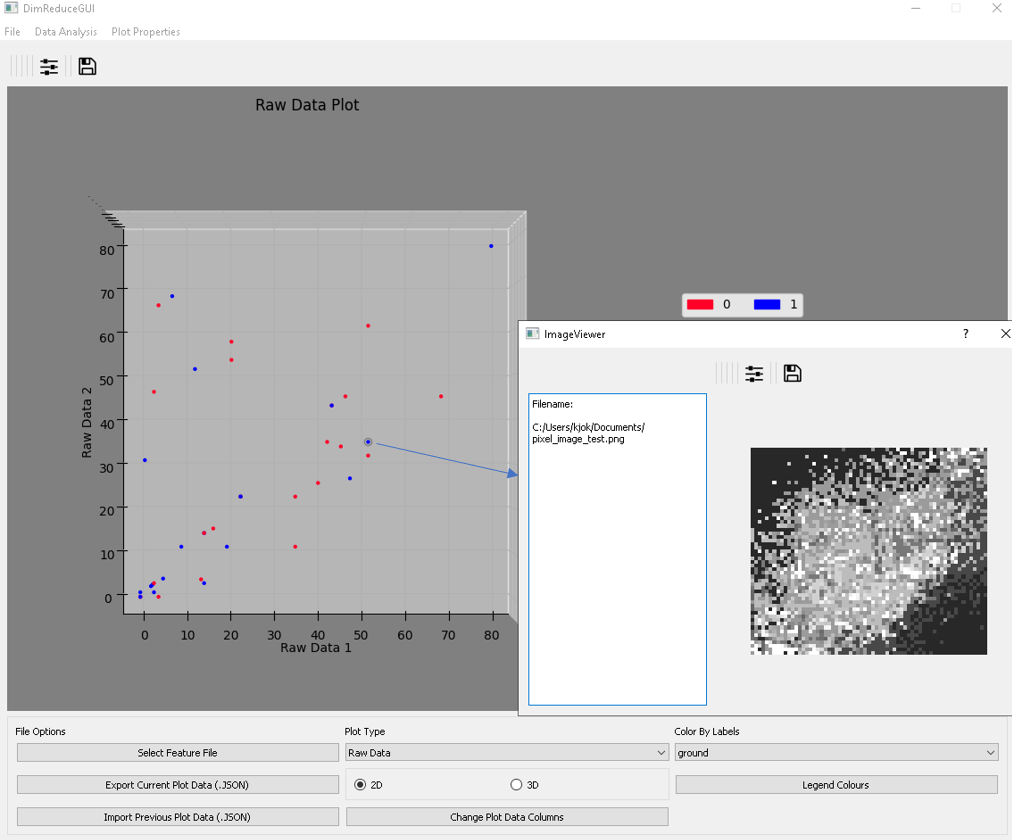 DimReduceGUI
File Data Analysis Plot Properties
Raw Data Plot
80
70
60
50
40
30
20
10
0
Raw Data 2
0 10 20 30 40 50 60 70 80
Raw Data 1
0 1
ImageViewer ?
Filename:
C:/Users/kjok/Documents/
pixel_image_test.png
File Options Plot Type Color By Labels
Select Feature File Raw Data ground
Export Current Plot Data (.JSON) 2D 3D Legend Colours
Import Previous Plot Data (.JSON) Change Plot Data Columns